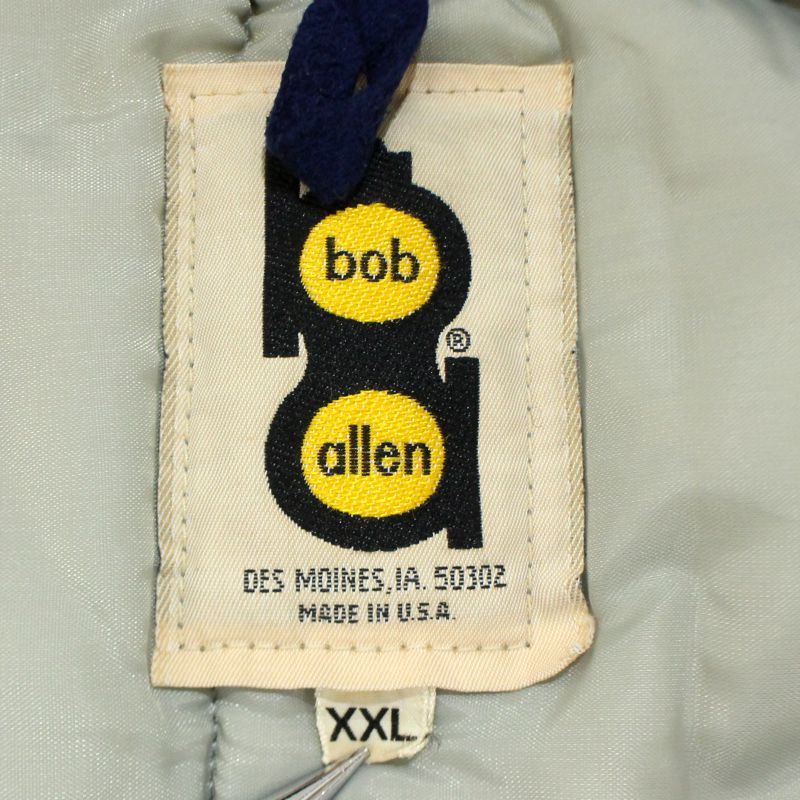 bob
®
allen
DES MOINES, IA. 50302
MADE IN U.S.A.
XXL